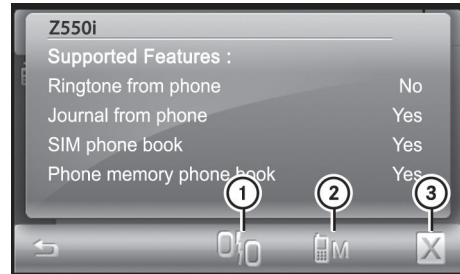 Z550i
Supported Features :
Ringtone from phone No
Journal from phone Yes
SIM phone book Yes
Phone memory phone book Yes
1 2 3
M X